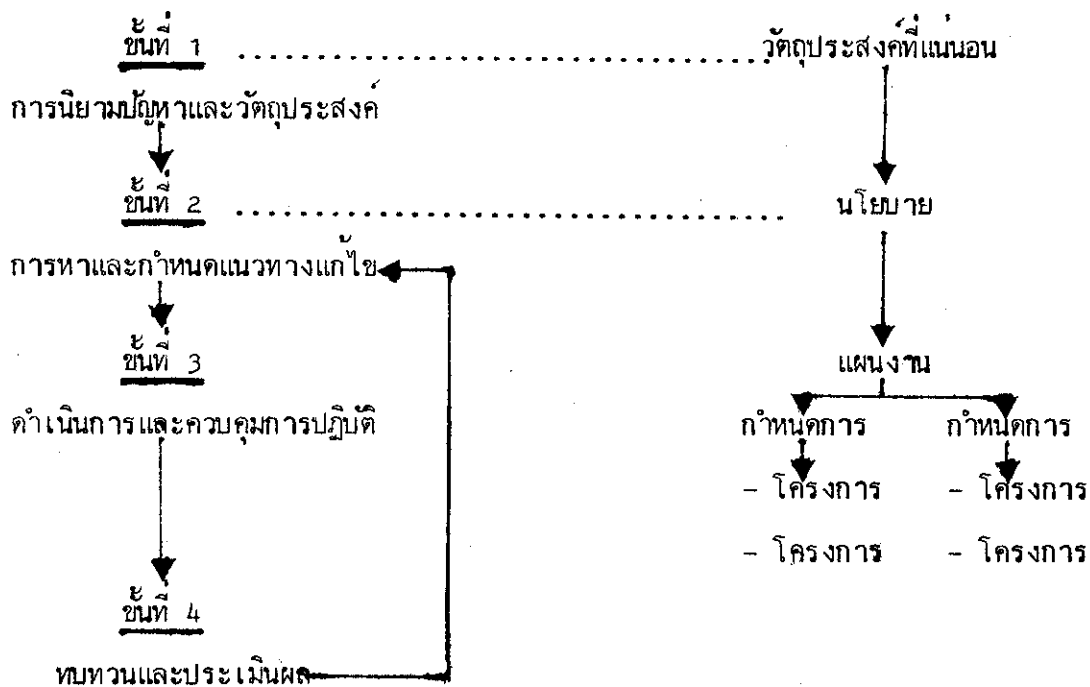 ขั้นที่ 1 ........................................ วัตถุประสงค์ที่แน่นอน
การนิยามปัญหาและวัตถุประสงค์
ขั้นที่ 2 ........................................ นโยบาย
การหาและกำหนดแนวทางแก้ไข
ขั้นที่ 3
แผนงาน
ดำเนินการและควบคุมการปฏิบัติ
กำหนดการ กำหนดการ
- โครงการ - โครงการ
- โครงการ - โครงการ
ขั้นที่ 4
ทบทวนและประเมินผล